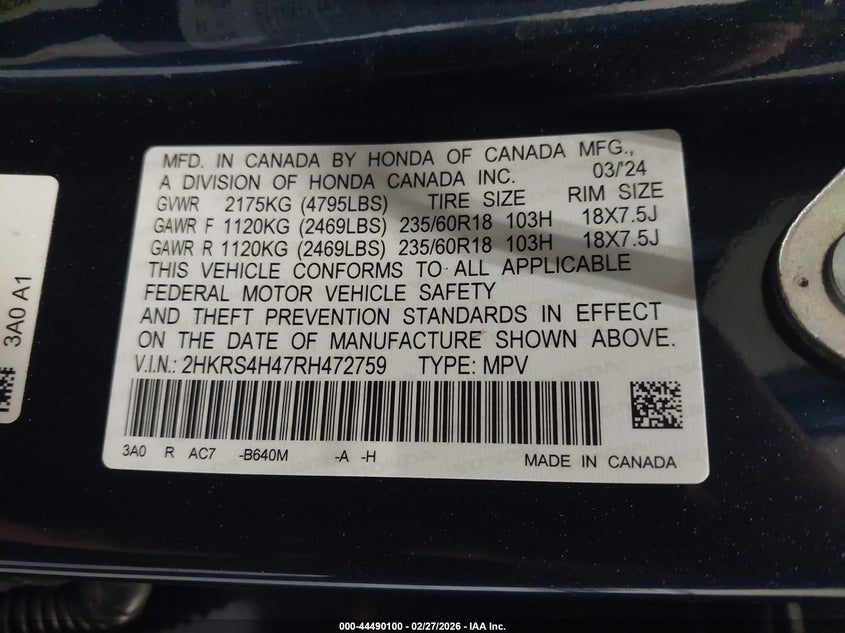 MFD. IN CANADA BY HONDA OF CANADA MFG.,
A DIVISION OF HONDA CANADA INC. 03/'24
GVWR 2175KG (4795LBS) TIRE SIZE RIM SIZE
GAWR F 1120KG (2469LBS) 235/60R18 103H 18X7.5J
GAWR R 1120KG (2469LBS) 235/60R18 103H 18X7.5J
THIS VEHICLE CONFORMS TO ALL APPLICABLE
FEDERAL MOTOR VEHICLE SAFETY
AND THEFT PREVENTION STANDARDS IN EFFECT
ON THE DATE OF MANUFACTURE SHOWN ABOVE.
V.I.N.: 2HKRS4H47RH472759 TYPE: MPV
3A0 R AC7 -B640M -A -H MADE IN CANADA
3A0 A1
000-44490100 - 02/27/2026 - IAA Inc.